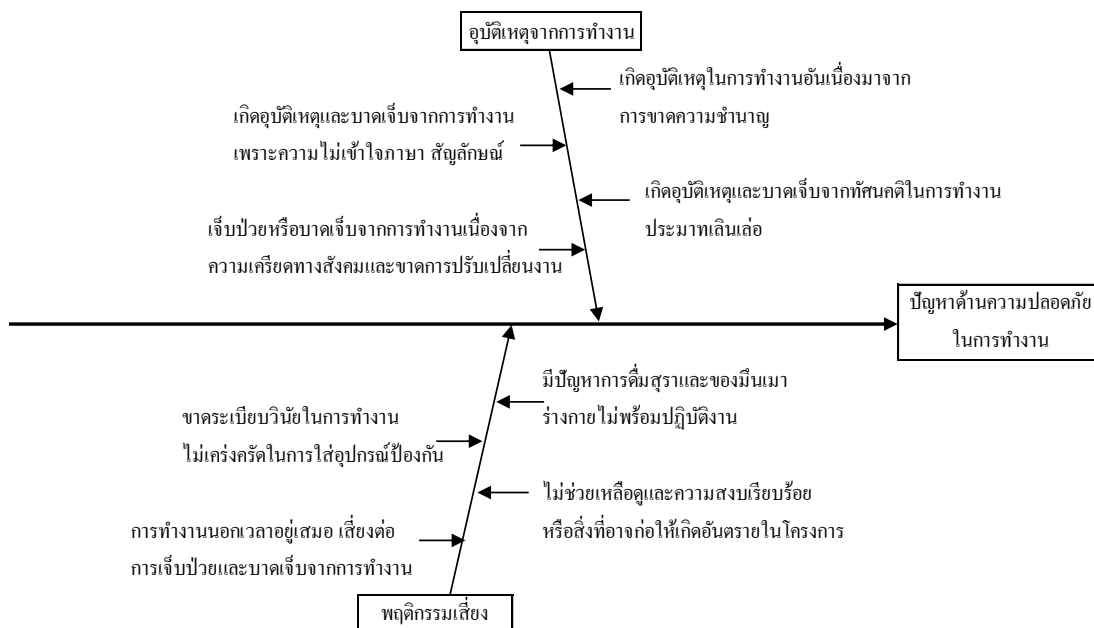 อุบัติเหตุจากการทำงาน
เกิดอุบัติเหตุในการทำงานอันเนื่องมาจาก
การขาดความชำนาญ
เกิดอุบัติเหตุและบาดเจ็บจากการทำงาน
เพราะความไม่เข้าใจภาษา สัญลักษณ์
เกิดอุบัติเหตุและบาดเจ็บจากทัศนคติในการทำงาน
ประมาทเลินเล่อ
เจ็บป่วยหรือบาดเจ็บจากการทำงานเนื่องจาก
ความเครียดทางสังคมและขาดการปรับเปลี่ยนงาน
ปัญหาด้านความปลอดภัย
ในการทำงาน
มีปัญหาการดื่มสุราและของมึนเมา
ร่างกายไม่พร้อมปฏิบัติงาน
ขาดระเบียบวินัยในการทำงาน
ไม่เคร่งครัดในการใส่อุปกรณ์ป้องกัน
ไม่ช่วยเหลือดูและความสงบเรียบร้อย
หรือสิ่งที่อาจก่อให้เกิดอันตรายในโครงการ
การทำงานนอกเวลาอยู่เสมอ เสี่ยงต่อ
การเจ็บป่วยและบาดเจ็บจากการทำงาน
พฤติกรรมเสี่ยง